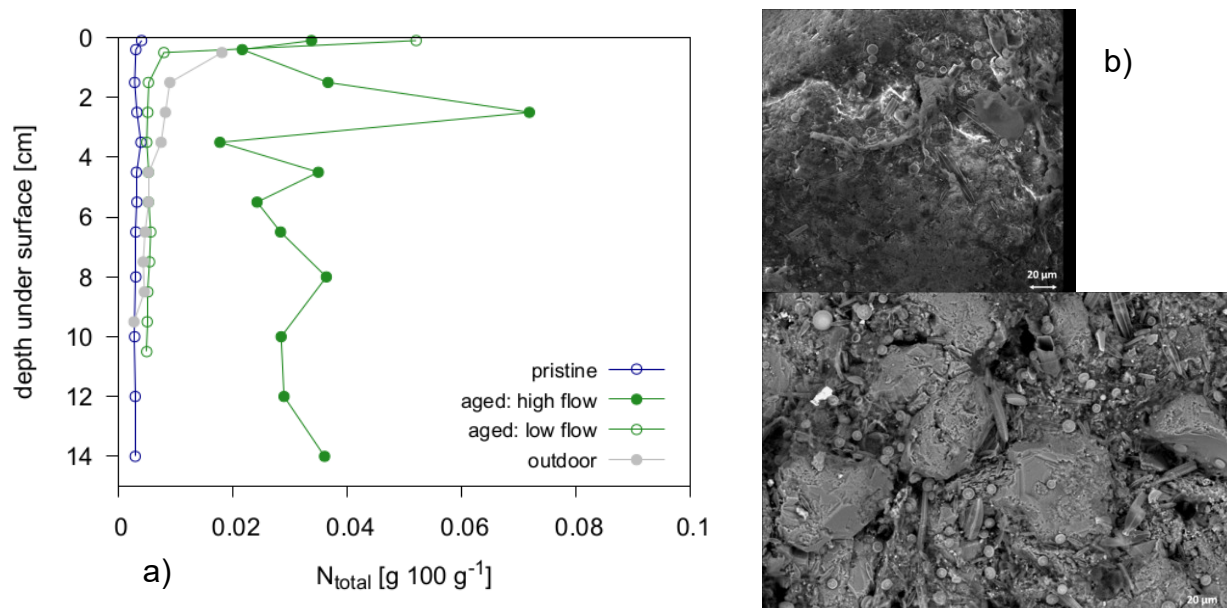 0
2
4
6
8
10
12
14
depth under surface [cm]
pristine
aged: high flow
aged: low flow
outdoor
0
0.02
0.04
0.06
0.08
0.1
a)
N_total [g 100 g⁻¹]
b)
20 µm
20 µm